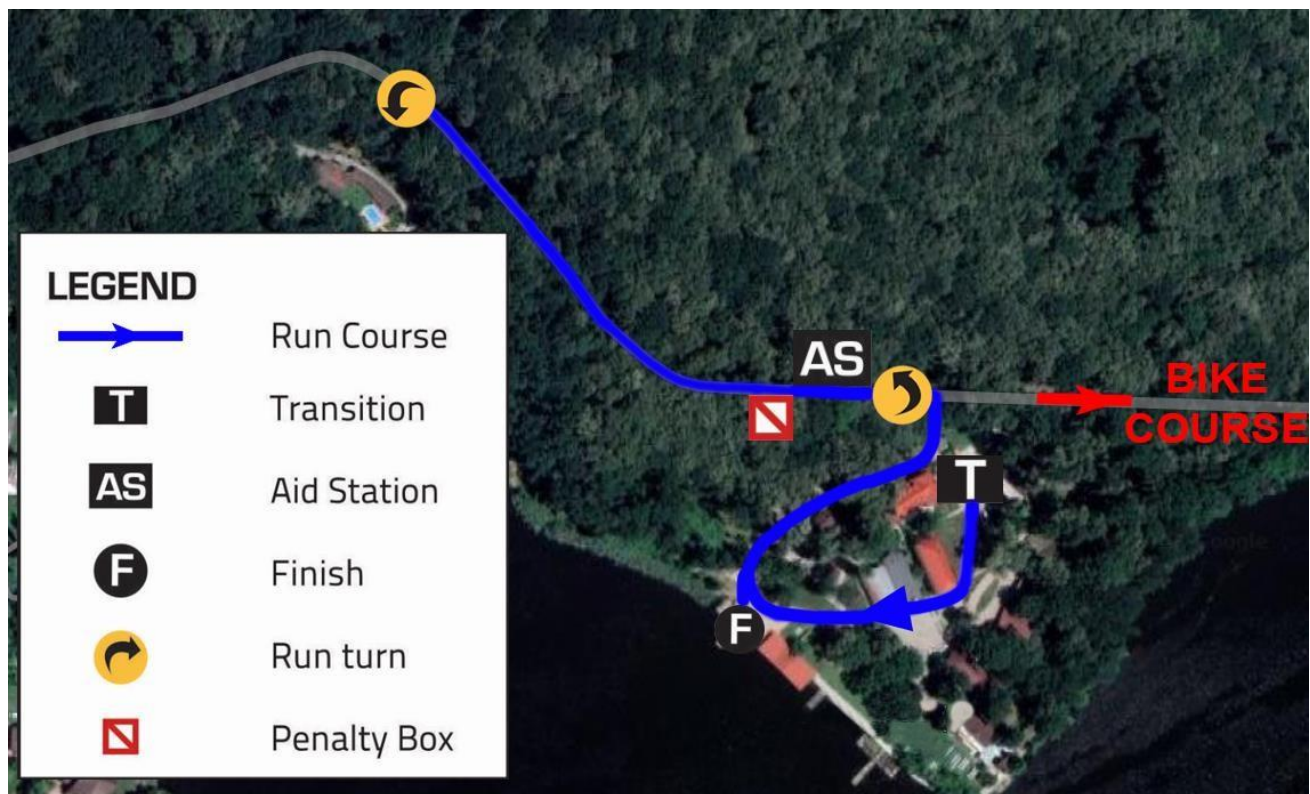 AS
BIKE
COURSE
T
F
LEGEND
Run Course
T
Transition
AS
Aid Station
F
Finish
Run turn
Penalty Box